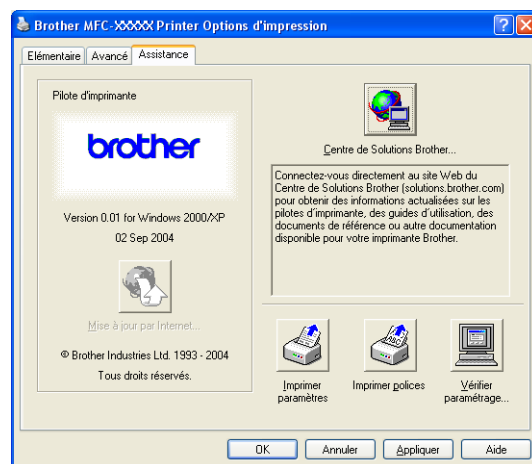 Brother MFC-XXXXX Printer Options d'impression
Elémentaire
Avancé
Assistance
Pilote d'imprimante
brother
Version 0.01 for Windows 2000/XP
02 Sep 2004
Mise à jour par Internet...
© Brother Industries Ltd. 1993 - 2004
Tous droits réservés.
Centre de Solutions Brother...
Connectez-vous directement au site Web du
Centre de Solutions Brother (solutions.brother.com)
pour obtenir des informations actualisées sur les
pilotes d'imprimante, des guides d'utilisation, des
documents de référence ou autre documentation
disponible pour votre imprimante Brother.
Imprimer
paramètres
ABC
Imprimer polices
Vérifier
paramétrage...
OK
Annuler
Appliquer
Aide